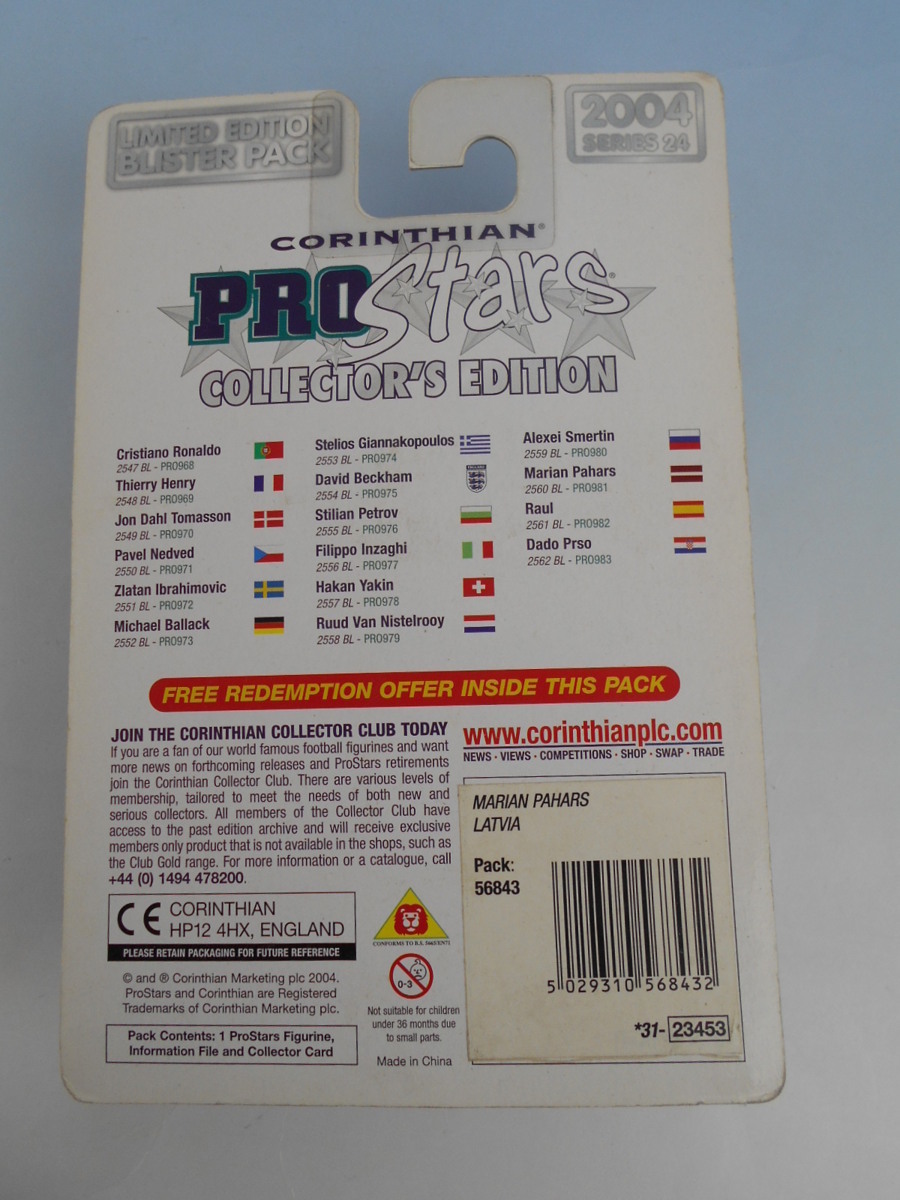 LIMITED EDITION
BLISTER PACK
2004
SERIES 24
CORINTHIAN®
PROStars®
COLLECTOR'S EDITION
Cristiano Ronaldo
2547 BL - PRO968
Thierry Henry
2548 BL - PRO969
Jon Dahl Tomasson
2549 BL - PRO970
Pavel Nedved
2550 BL - PRO971
Zlatan Ibrahimovic
2551 BL - PRO972
Michael Ballack
2552 BL - PRO973
Stelios Giannakopoulos
2553 BL - PRO974
David Beckham
2554 BL - PRO975
Stilian Petrov
2555 BL - PRO976
Filippo Inzaghi
2556 BL - PRO977
Hakan Yakin
2557 BL - PRO978
Ruud Van Nistelrooy
2558 BL - PRO979
Alexei Smertin
2559 BL - PRO980
Marian Pahars
2560 BL - PRO981
Raul
2561 BL - PRO982
Dado Prso
2562 BL - PRO983
FREE REDEMPTION OFFER INSIDE THIS PACK
JOIN THE CORINTHIAN COLLECTOR CLUB TODAY
If you are a fan of our world famous football figurines and want
more news on forthcoming releases and ProStars retirements
join the Corinthian Collector Club. There are various levels of
membership, tailored to meet the needs of both new and
serious collectors. All members of the Collector Club have
access to the past edition archive and will receive exclusive
members only product that is not available in the shops, such as
the Club Gold range. For more information or a catalogue, call
+44 (0) 1494 478200.
CE CORINTHIAN
HP12 4HX, ENGLAND
PLEASE RETAIN PACKAGING FOR FUTURE REFERENCE
© and ® Corinthian Marketing plc 2004.
ProStars and Corinthian are Registered
Trademarks of Corinthian Marketing plc.
Pack Contents: 1 ProStars Figurine,
Information File and Collector Card
CONFORMS TO B.S. 5665/EN71
0-3
Not suitable for children
under 36 months due
to small parts.
Made in China
www.corinthianplc.com
NEWS · VIEWS · COMPETITIONS · SHOP · SWAP · TRADE
MARIAN PAHARS
LATVIA
Pack:
56843
5 029310 568432
*31- 23453